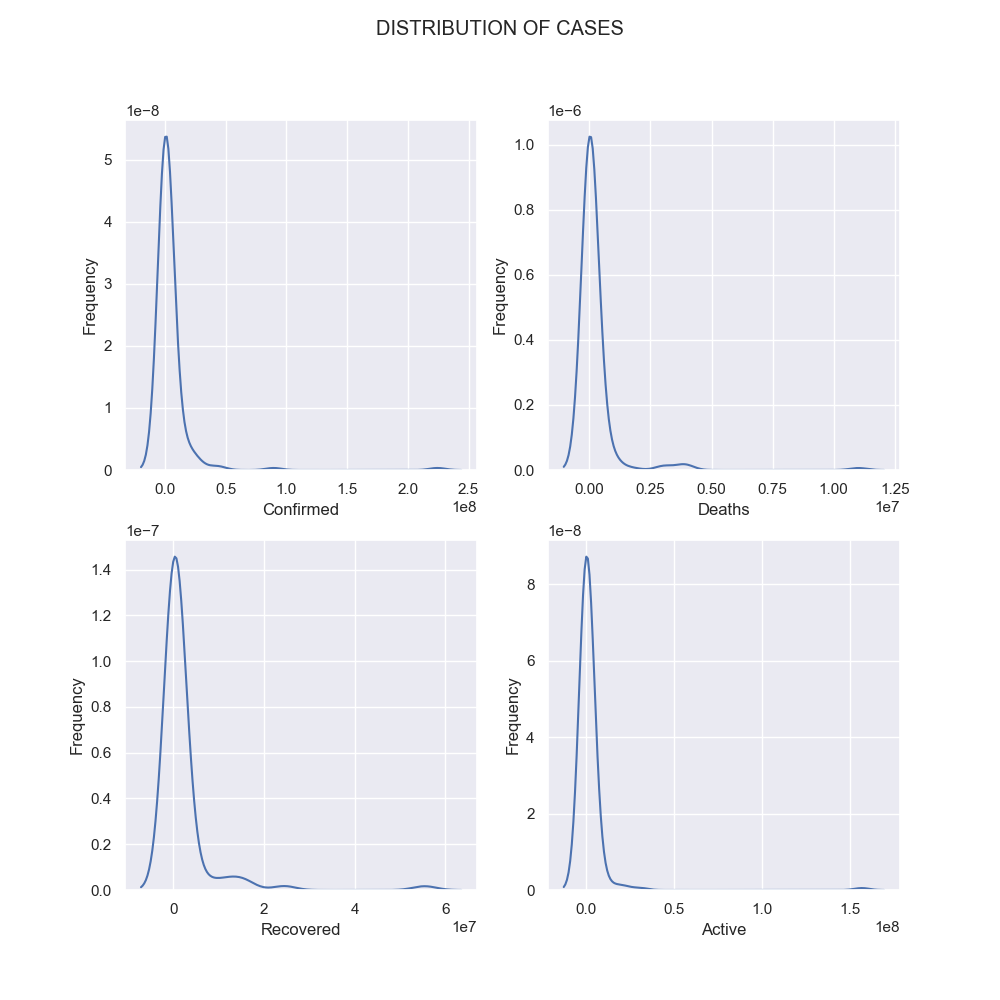 DISTRIBUTION OF CASES
1e−8
5
4
3
2
1
0
Frequency
0.0 0.5 1.0 1.5 2.0 2.5
Confirmed
1e8
1e−6
1.0
0.8
0.6
0.4
0.2
0.0
Frequency
0.00 0.25 0.50 0.75 1.00 1.25
Deaths
1e7
1e−7
1.4
1.2
1.0
0.8
0.6
0.4
0.2
0.0
Frequency
0 2 4 6
Recovered
1e7
1e−8
8
6
4
2
0
Frequency
0.0 0.5 1.0 1.5
Active
1e8